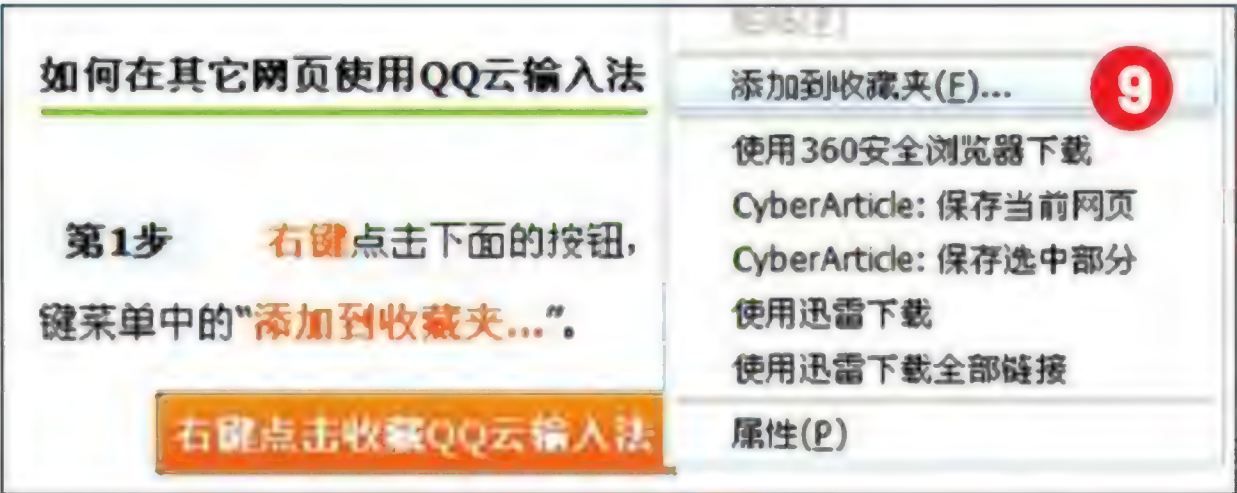 如何在其它网页使用QQ云输入法
第1步 右键点击下面的按钮，
键菜单中的“添加到收藏夹...”。
右键点击收藏QQ云输入法
添加到收藏夹(F)...
9
使用360安全浏览器下载
CyberArticle: 保存当前网页
CyberArticle: 保存选中部分
使用迅雷下载
使用迅雷下载全部链接
属性(P)